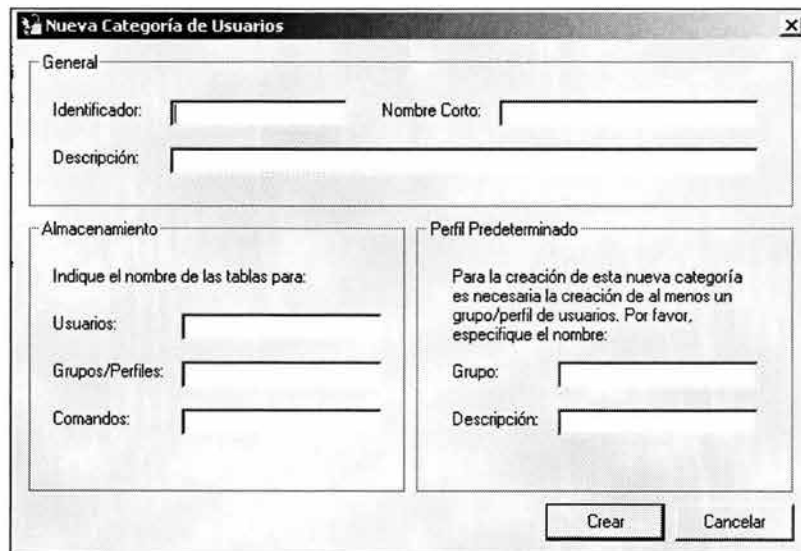 Nueva Categoría de Usuarios
General
Identificador:
Nombre Corto:
Descripción:
Almacenamiento
Indique el nombre de las tablas para:
Usuarios:
Grupos/Perfiles:
Comandos:
Perfil Predeterminado
Para la creación de esta nueva categoría
es necesaria la creación de al menos un
grupo/perfil de usuarios. Por favor,
especifique el nombre:
Grupo:
Descripción:
Crear
Cancelar